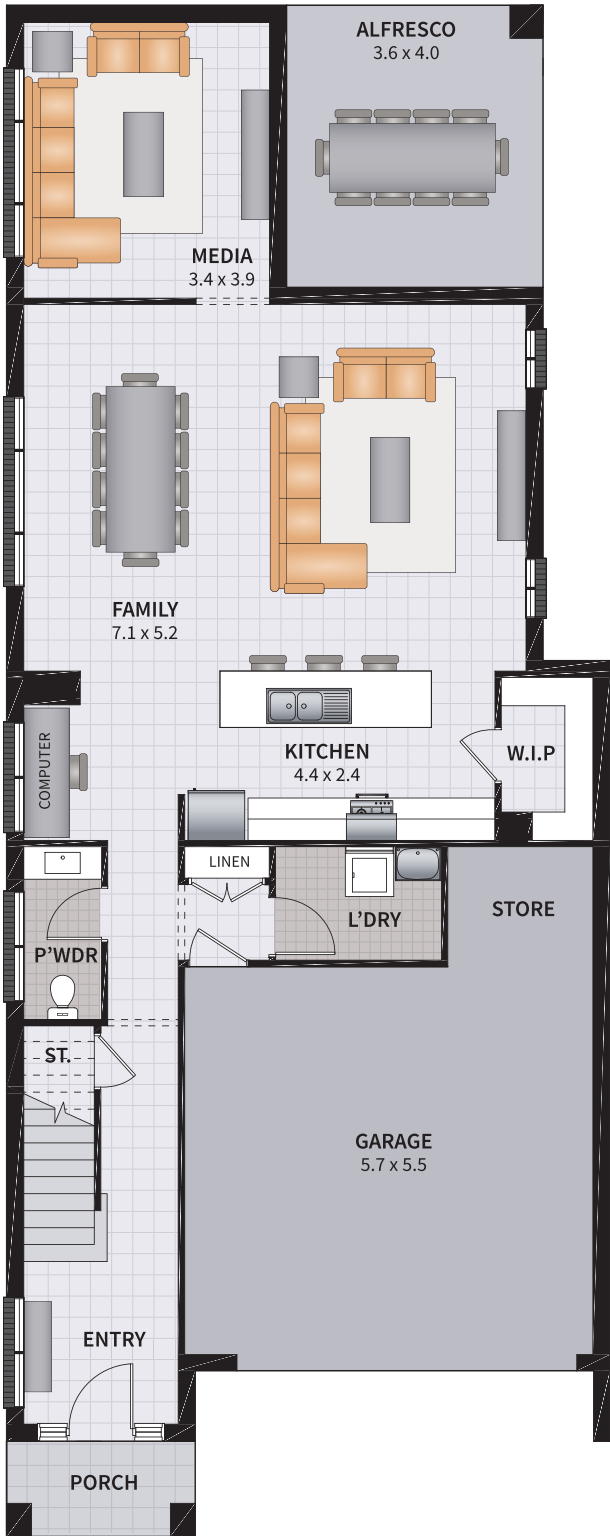 ALFRESCO
3.6 x 4.0
MEDIA
3.4 x 3.9
FAMILY
7.1 x 5.2
KITCHEN
4.4 x 2.4
W.I.P
COMPUTER
LINEN
L’DRY
STORE
P’WDR
ST.
GARAGE
5.7 x 5.5
ENTRY
PORCH